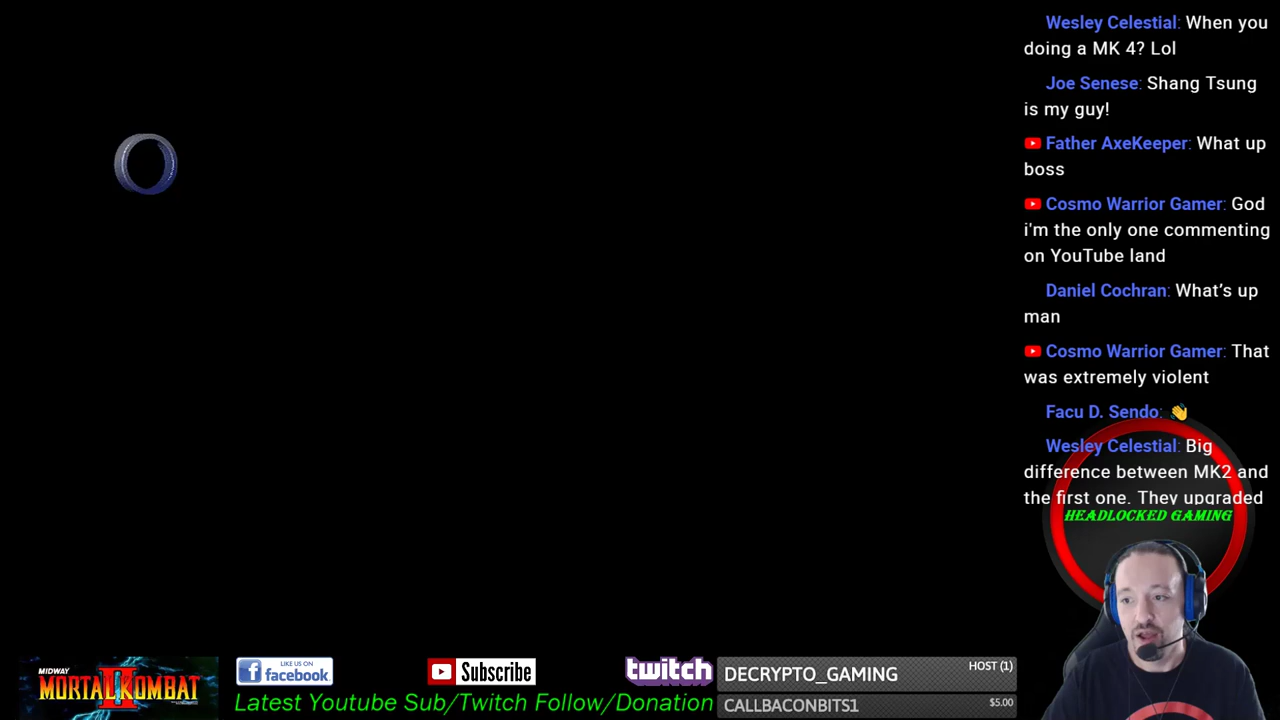 Wesley Celestial: When you
doing a MK 4? Lol
Joe Senese: Shang Tsung
is my guy!
Father AxeKeeper: What up
boss
Cosmo Warrior Gamer: God
i'm the only one commenting
on YouTube land
Daniel Cochran: What's up
man
Cosmo Warrior Gamer: That
was extremely violent
Facu D. Sendo: 👋
Wesley Celestial: Big
difference between MK2 and
the first one. They upgraded
HEADLOCKED GAMING
MIDWAY
MORTAL KOMBAT
II
LIKE US ON
facebook
Subscribe
twitch
DECRYPTO_GAMING
HOST (1)
Latest Youtube Sub/Twitch Follow/Donation
CALLBACONBITS1
$5.00